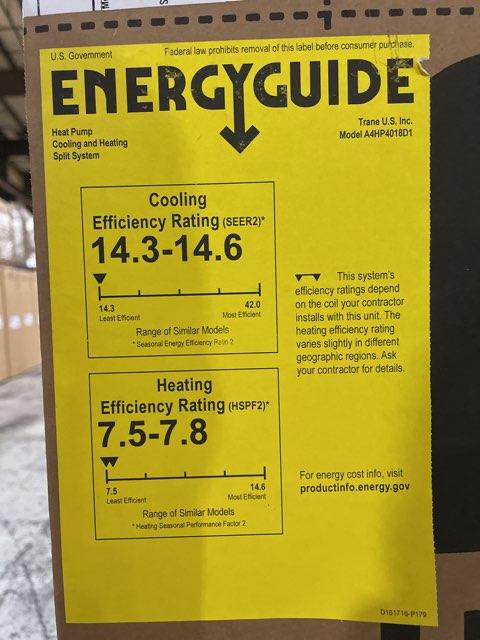 U.S. Government
Federal law prohibits removal of this label before consumer purchase.
ENERGYGUIDE
Heat Pump
Cooling and Heating
Split System
Trane U.S. Inc.
Model A4HP4018D1
Cooling
Efficiency Rating (SEER2)*
14.3-14.6
14.3
42.0
Least Efficient
Most Efficient
Range of Similar Models
* Seasonal Energy Efficiency Ratio 2
This system's
efficiency ratings depend
on the coil your contractor
installs with this unit. The
heating efficiency rating
varies slightly in different
geographic regions. Ask
your contractor for details.
Heating
Efficiency Rating (HSPF2)*
7.5-7.8
7.5
14.6
Least Efficient
Most Efficient
Range of Similar Models
* Heating Seasonal Performance Factor 2
For energy cost info, visit
productinfo.energy.gov
D161716-P179